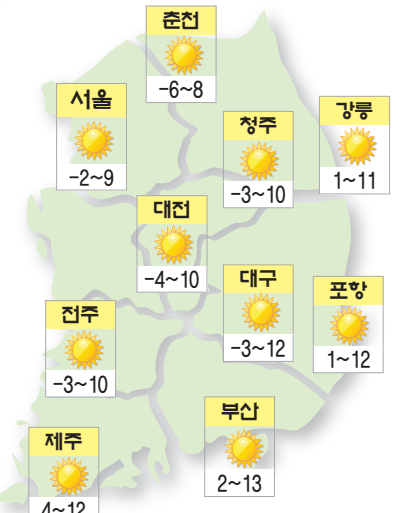 춘천
-6~8
서울
-2~9
청주
-3~10
강릉
1~11
대전
-4~10
대구
-3~12
포항
1~12
전주
-3~10
부산
2~13
제주
4~12